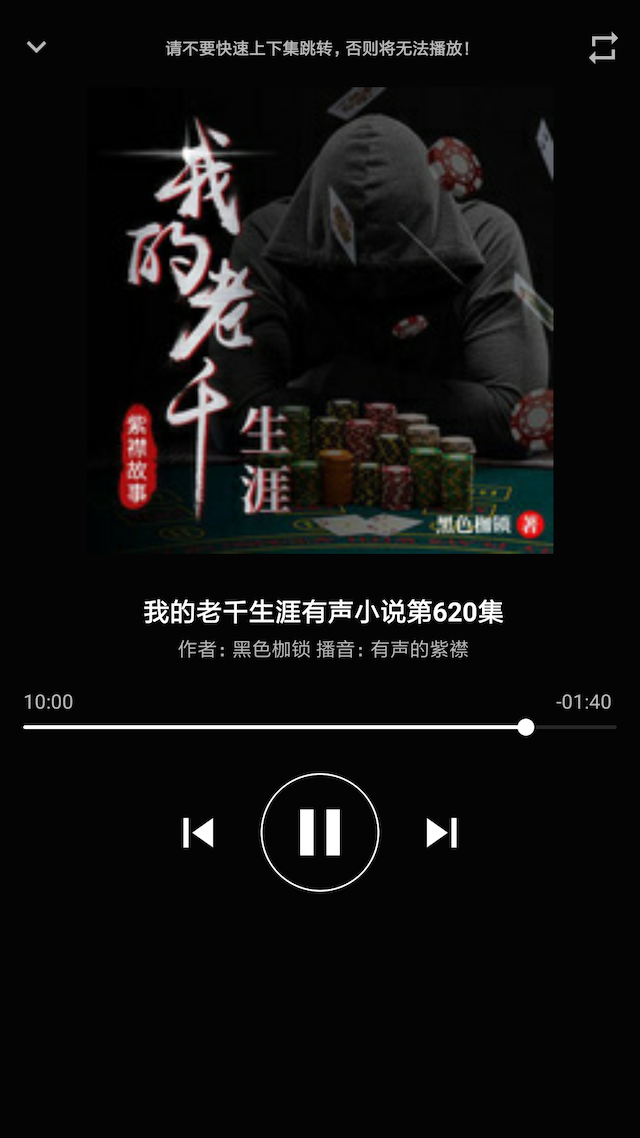 请不要快速上下集跳转，否则将无法播放！
我的老千
生涯
紫襟故事
黑色枷锁 著
我的老千生涯有声小说第620集
作者：黑色枷锁 播音：有声的紫襟
10:00
-01:40